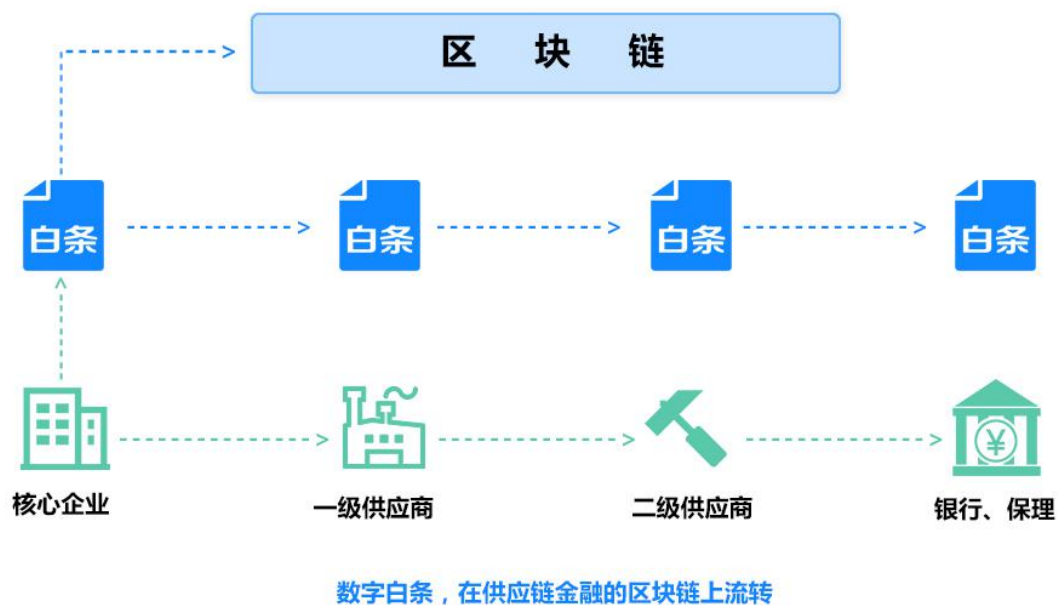 区 块 链
白条 白条 白条 白条
¥
核心企业 一级供应商 二级供应商 银行、保理
数字白条，在供应链金融的区块链上流转